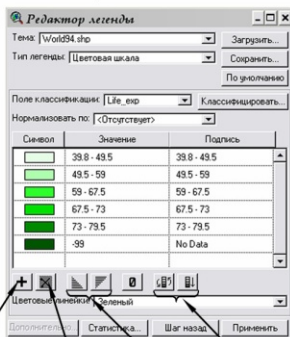 Редактор легенды
Тема: World94.shp Загрузить...
Тип легенды: Цветовая шкала Сохранить...
По умолчанию
Поле классификации: Life_exp Классифицировать...
Нормализовать по: <Отсутствует>
Символ Значение Подпись
39.8 - 49.5 39.8 - 49.5
49.5 - 59 49.5 - 59
59 - 67.5 59 - 67.5
67.5 - 73 67.5 - 73
73 - 79.5 73 - 79.5
-99 No Data
Цветовые линейки: Зеленый
Дополнительно Статистика... Шаг назад Применить